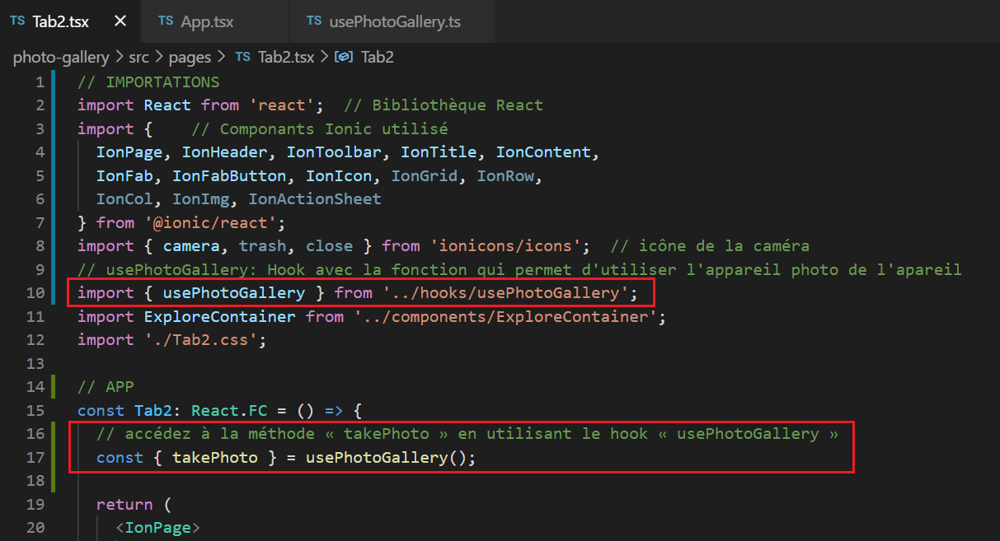 TS Tab2.tsx × TS App.tsx TS usePhotoGallery.ts
photo-gallery > src > pages > TS Tab2.tsx > Tab2
1 // IMPORTATIONS
2 import React from 'react';  // Bibliothèque React
3 import {    // Componants Ionic utilisé
4   IonPage, IonHeader, IonToolbar, IonTitle, IonContent,
5   IonFab, IonFabButton, IonIcon, IonGrid, IonRow,
6   IonCol, IonImg, IonActionSheet
7 } from '@ionic/react';
8 import { camera, trash, close } from 'ionicons/icons';  // icône de la caméra
9 // usePhotoGallery: Hook avec la fonction qui permet d'utiliser l'appareil photo de l'apareil
10 import { usePhotoGallery } from '../hooks/usePhotoGallery';
11 import ExploreContainer from '../components/ExploreContainer';
12 import './Tab2.css';
13
14 // APP
15 const Tab2: React.FC = () => {
16   // accédez à la méthode « takePhoto » en utilisant le hook « usePhotoGallery »
17   const { takePhoto } = usePhotoGallery();
18
19   return (
20     <IonPage>